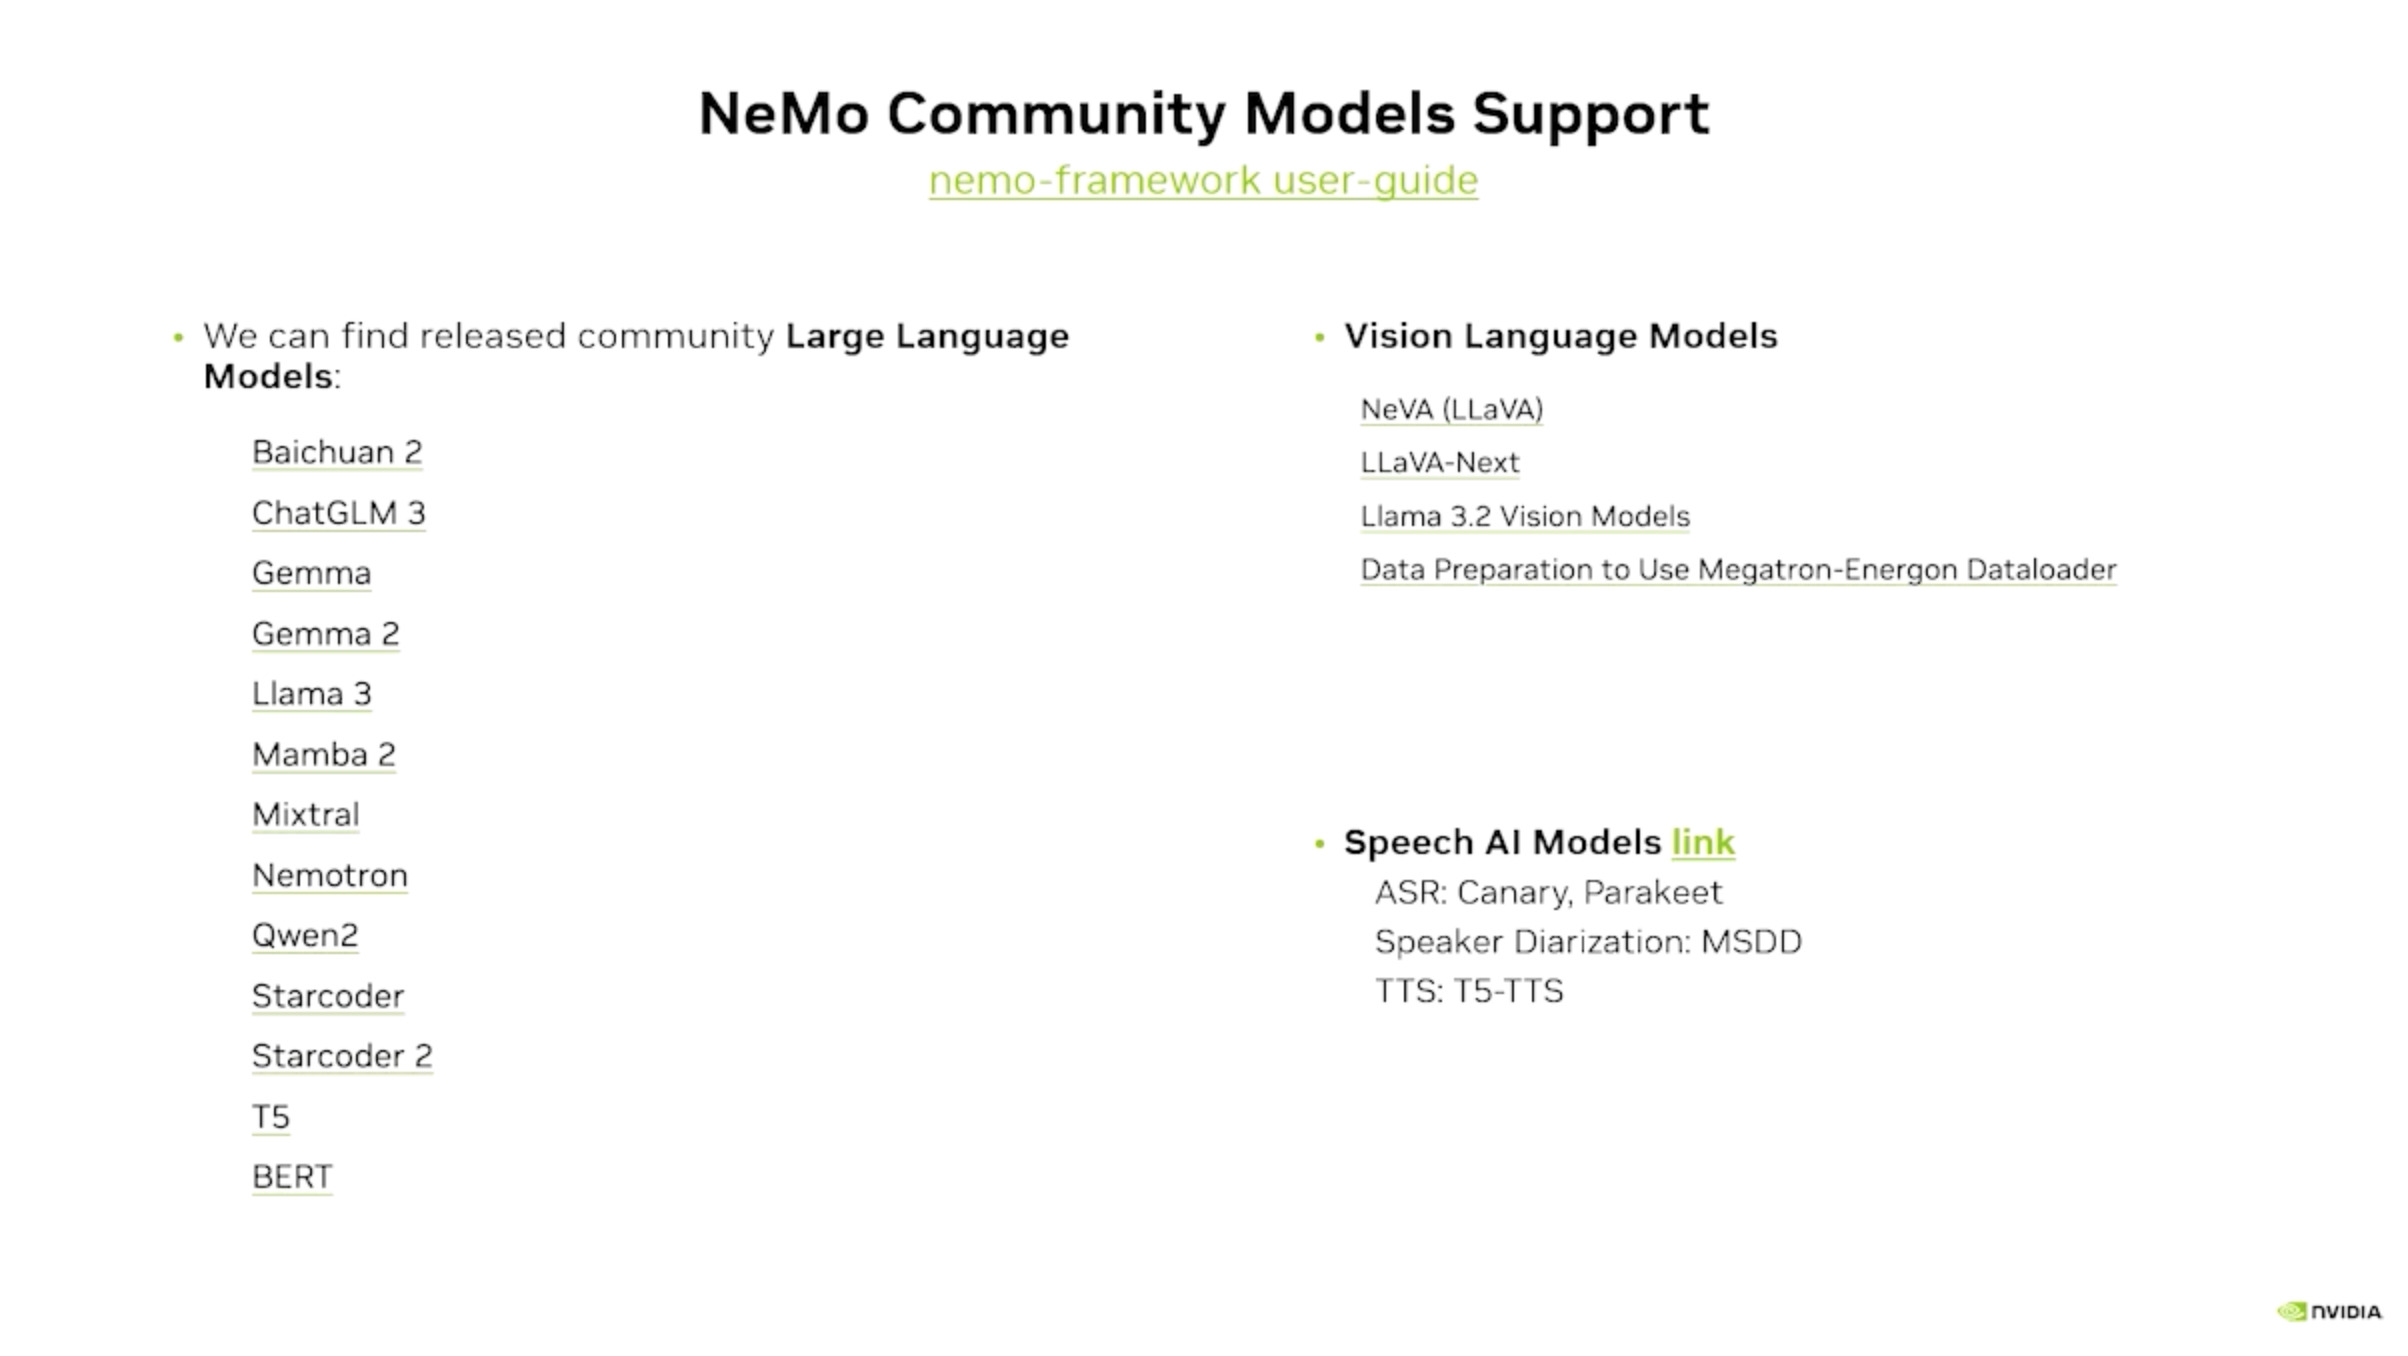 NeMo Community Models Support
nemo-framework user-guide
• We can find released community Large Language
Models:
Baichuan 2
ChatGLM 3
Gemma
Gemma 2
Llama 3
Mamba 2
Mixtral
Nemotron
Qwen2
Starcoder
Starcoder 2
T5
BERT
• Vision Language Models
NeVA (LLaVA)
LLaVA-Next
Llama 3.2 Vision Models
Data Preparation to Use Megatron-Energon Dataloader
• Speech AI Models link
ASR: Canary, Parakeet
Speaker Diarization: MSDD
TTS: T5-TTS
NVIDIA